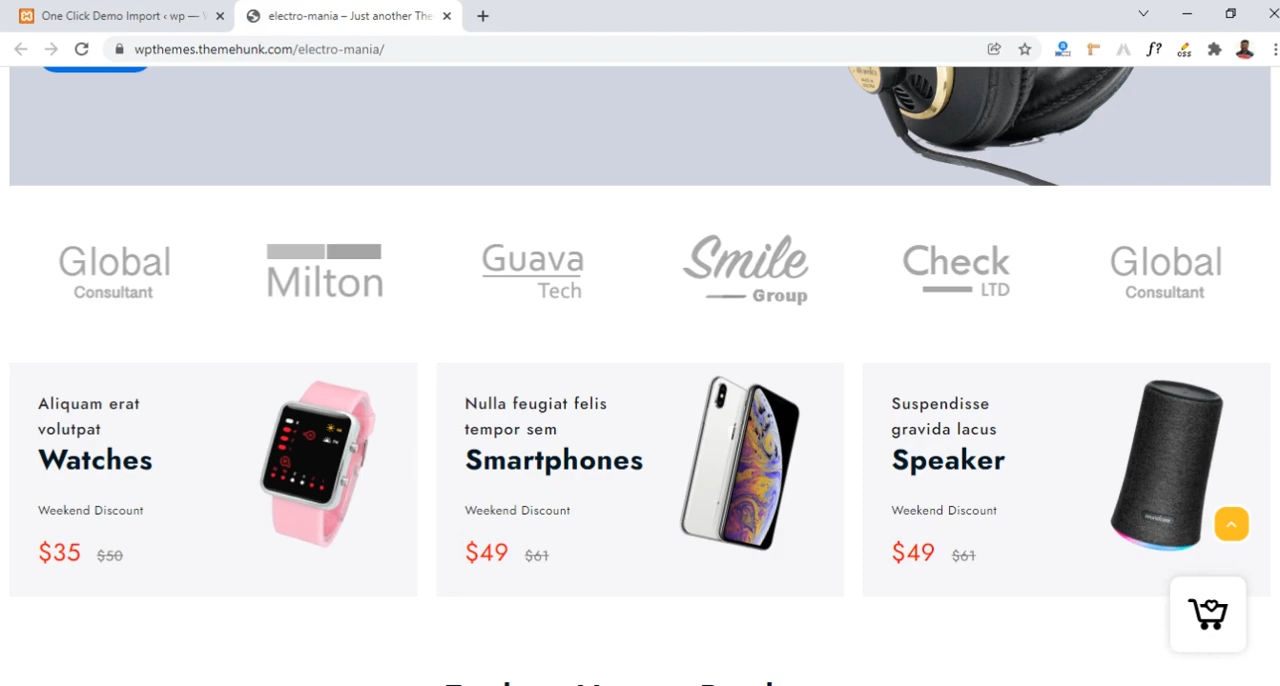 One Click Demo Import ‹ wp —
electro-mania – Just another The
wpthemes.themehunk.com/electro-mania/
f?
css
Global
Consultant
Milton
Guava
Tech
Smile
Group
Check
LTD
Global
Consultant
Aliquam erat
volutpat
Watches
Weekend Discount
$35 $50
Nulla feugiat felis
tempor sem
Smartphones
Weekend Discount
$49 $61
Suspendisse
gravida lacus
Speaker
Weekend Discount
$49 $61